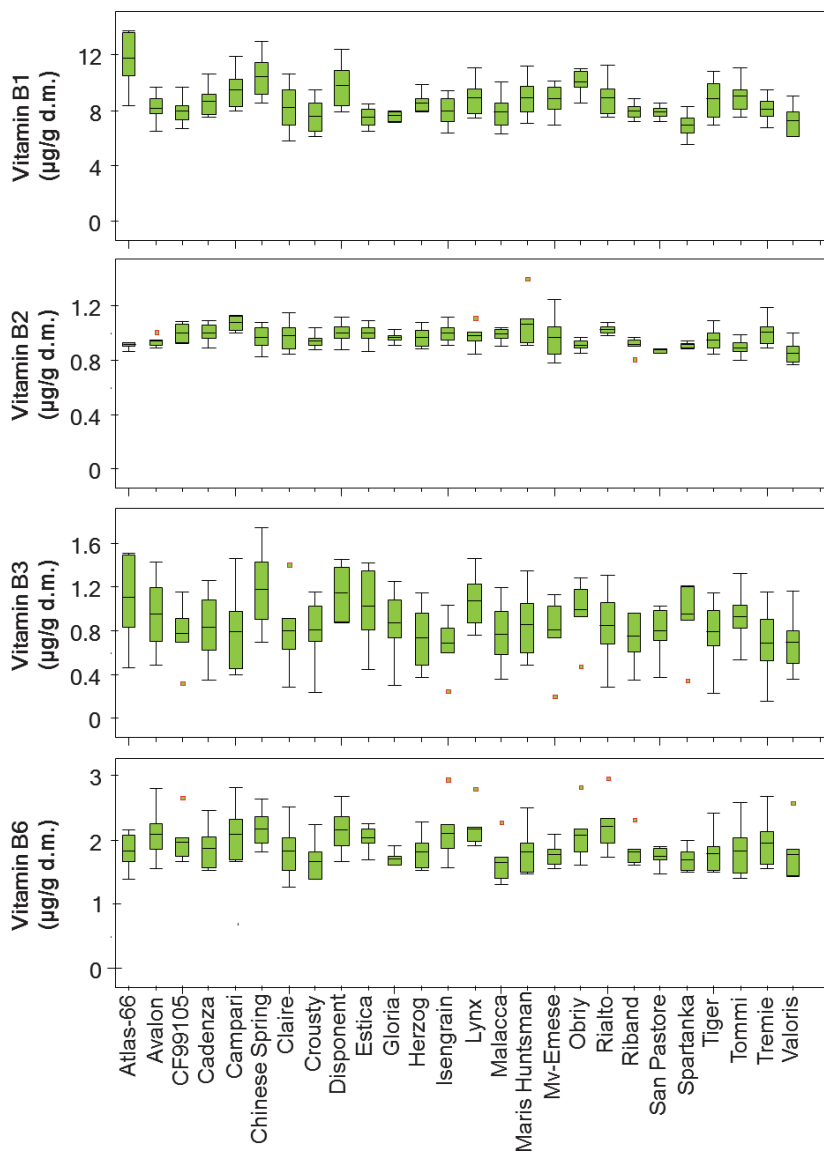 Vitamin B1
(µg/g d.m.)
12
8
4
0
Vitamin B2
(µg/g d.m.)
1.2
0.8
0.4
0
Vitamin B3
(µg/g d.m.)
1.6
1.2
0.8
0.4
0
Vitamin B6
(µg/g d.m.)
3
2
1
0
Atlas-66
Avalon
CF99105
Cadenza
Campari
Chinese Spring
Claire
Crousty
Disponent
Estica
Gloria
Herzog
Isengrain
Lynx
Malacca
Maris Huntsman
Mv-Emese
Obriy
Rialto
Riband
San Pastore
Spartanka
Tiger
Tommi
Tremie
Valoris